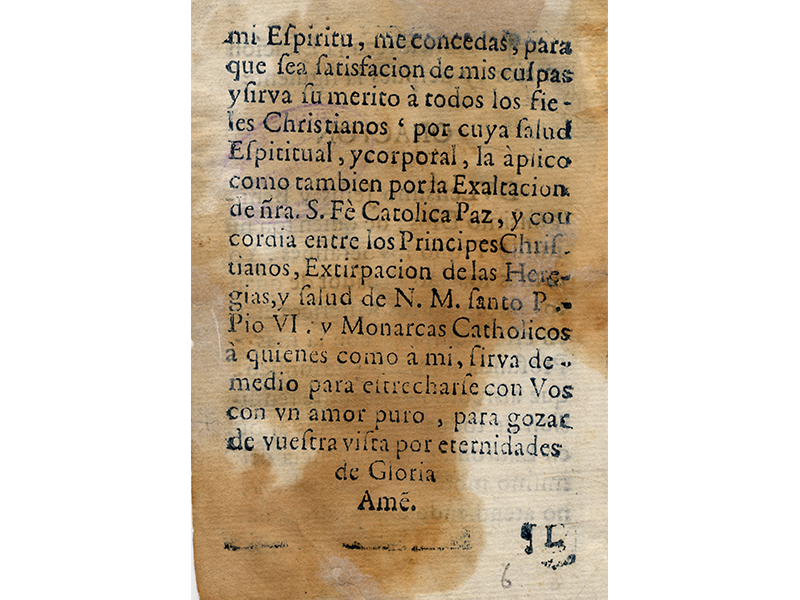 mi Eſpiritu, me concedas, para
que ſea ſatisfacion de mis culpas
y ſirva ſu merito à todos los fie-
les Christianos ‘ por cuya ſalud
Eſpititual, y corporal, la àplico
como tambien por la Exaltacion
de ñra. S. Fè Catolica Paz, y con
cordia entre los Principes Chriſ-
tianos, Extirpacion de las Here-
gias, y salud de N. M. ſanto P.
Pio VI. y Monarcas Catholicos
à quienes como à mi, ſirva de
medio para eſtrecharſe con Vos
con vn amor puro, para gozar
de vueſtra viſta por eternidades
de Gloria
Amẽ.
6